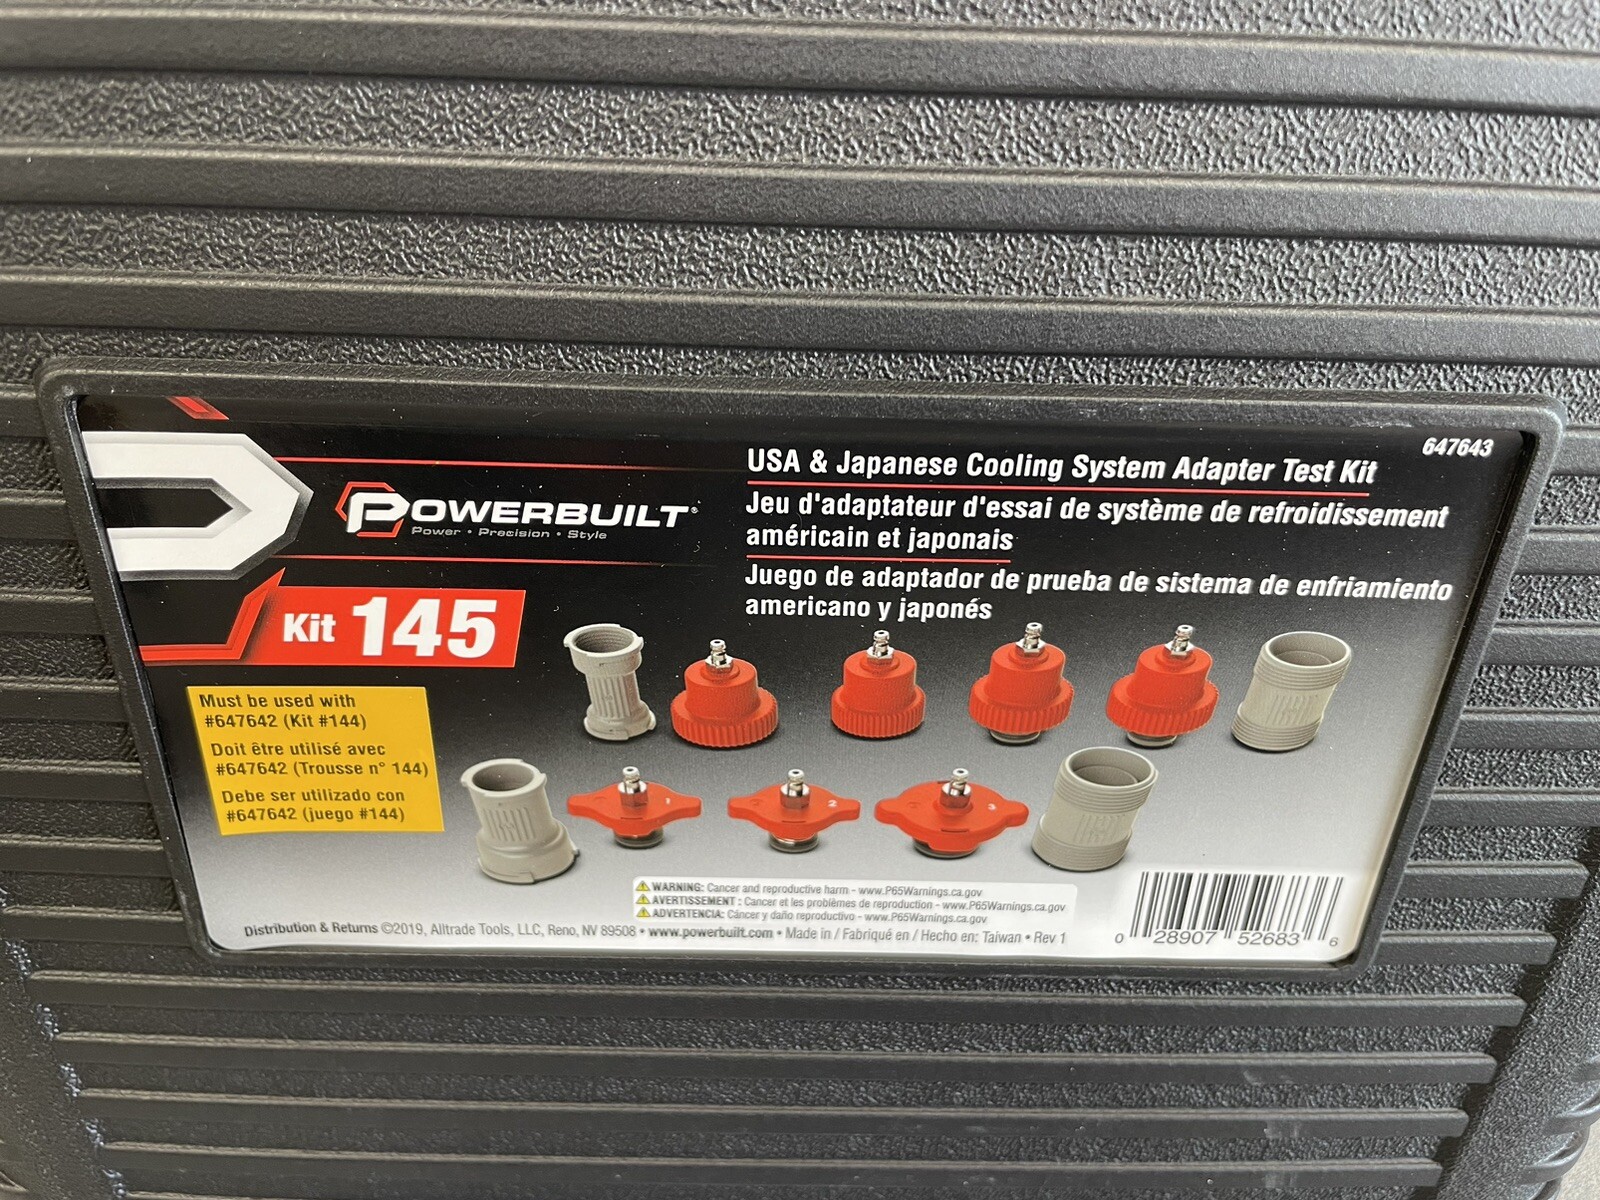 647643
POWERBUILT®
Power • Precision • Style
Kit 145
USA & Japanese Cooling System Adapter Test Kit
Jeu d'adaptateur d'essai de système de refroidissement
américain et japonais
Juego de adaptador de prueba de sistema de enfriamiento
americano y japonés
Must be used with
#647642 (Kit #144)
Doit être utilisé avec
#647642 (Trousse n° 144)
Debe ser utilizado con
#647642 (juego #144)
1
2
3
WARNING: Cancer and reproductive harm - www.P65Warnings.ca.gov
AVERTISSEMENT : Cancer et les problèmes de reproduction - www.P65Warnings.ca.gov
ADVERTENCIA: Cáncer y daño reproductivo - www.P65Warnings.ca.gov
Distribution & Returns ©2019, Alltrade Tools, LLC, Reno, NV 89508 • www.powerbuilt.com • Made in / Fabriqué en / Hecho en: Taiwan • Rev 1
0 28907 52683 6